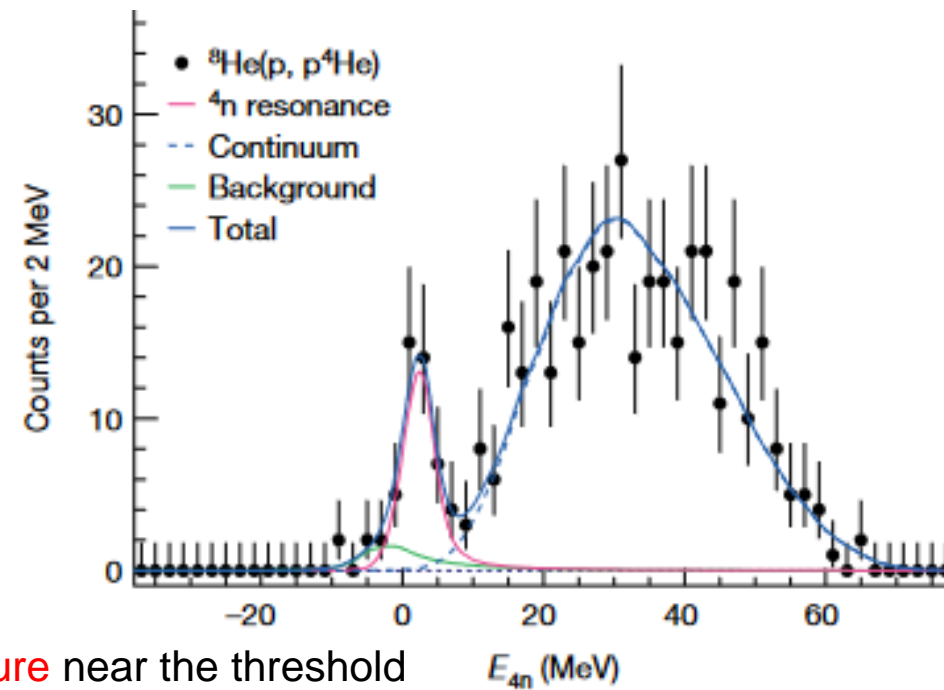 ⁸He(p, p⁴He)
⁴n resonance
Continuum
Background
Total
Counts per 2 MeV
30
20
10
0
−20
0
20
40
60
E₄ₙ (MeV)
ure near the threshold